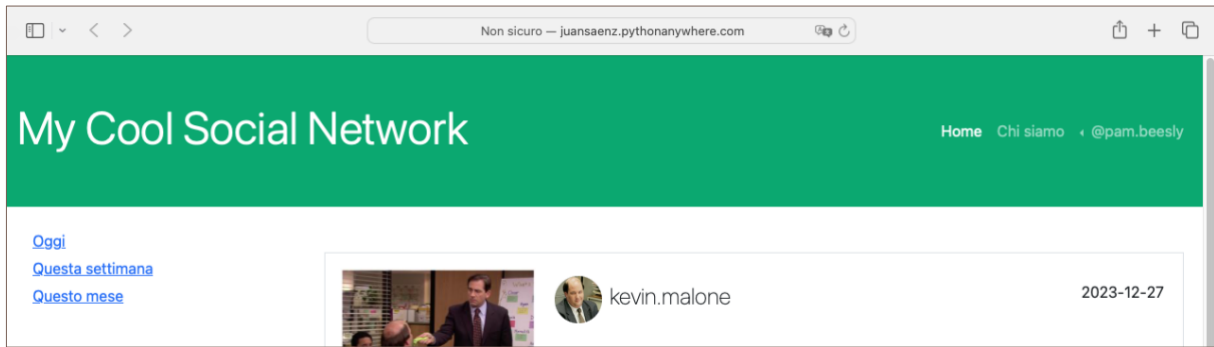 Non sicuro — juansaenz.pythonanywhere.com
My Cool Social Network
Home Chi siamo @pam.beesly
Oggi
Questa settimana
Questo mese
kevin.malone
2023-12-27